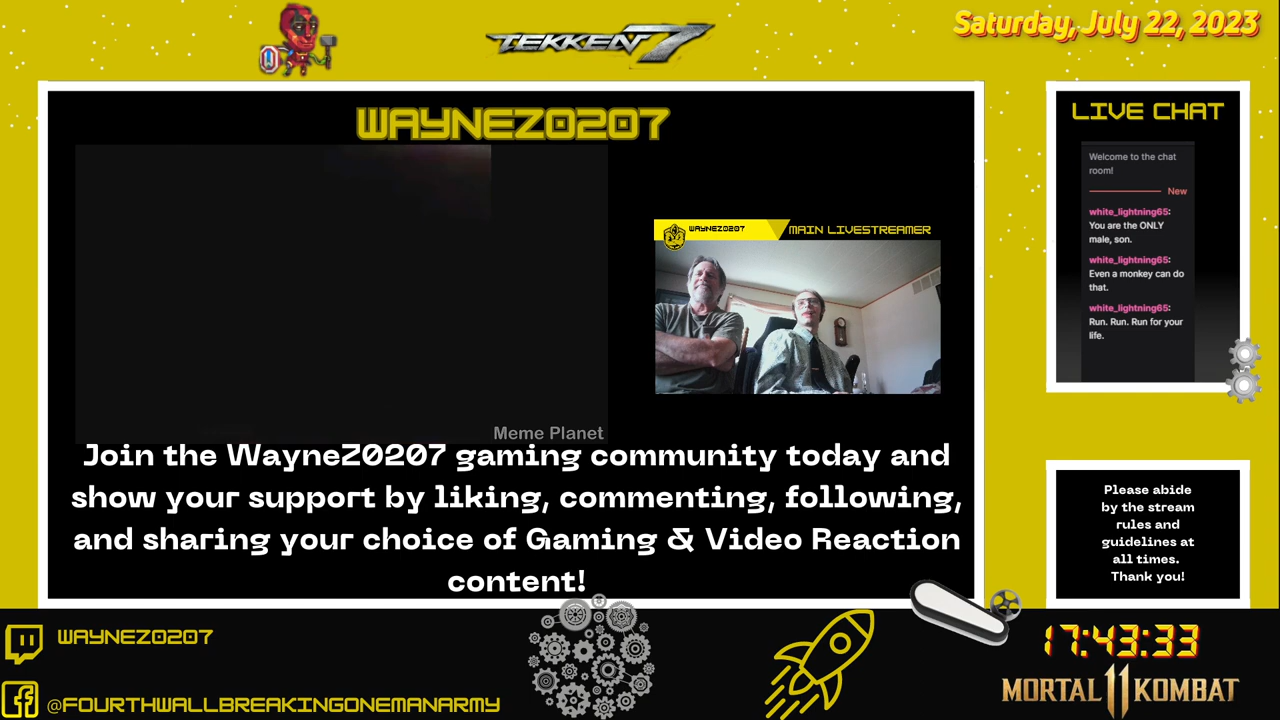 TEKKEN 7
Saturday, July 22, 2023
WAYNEZ0207
LIVE CHAT
Welcome to the chat
room!
New
white_lightning65:
You are the ONLY
male, son.
white_lightning65:
Even a monkey can do
that.
white_lightning65:
Run. Run. Run for your
life.
WAYNEZ0207
MAIN LIVESTREAMER
Meme Planet
Join the WayneZ0207 gaming community today and
show your support by liking, commenting, following,
and sharing your choice of Gaming & Video Reaction
content!
Please abide
by the stream
rules and
guidelines at
all times.
Thank you!
WAYNEZ0207
@FOURTHWALLBREAKINGONEMANARMY
17:43:33
MORTAL 11 KOMBAT